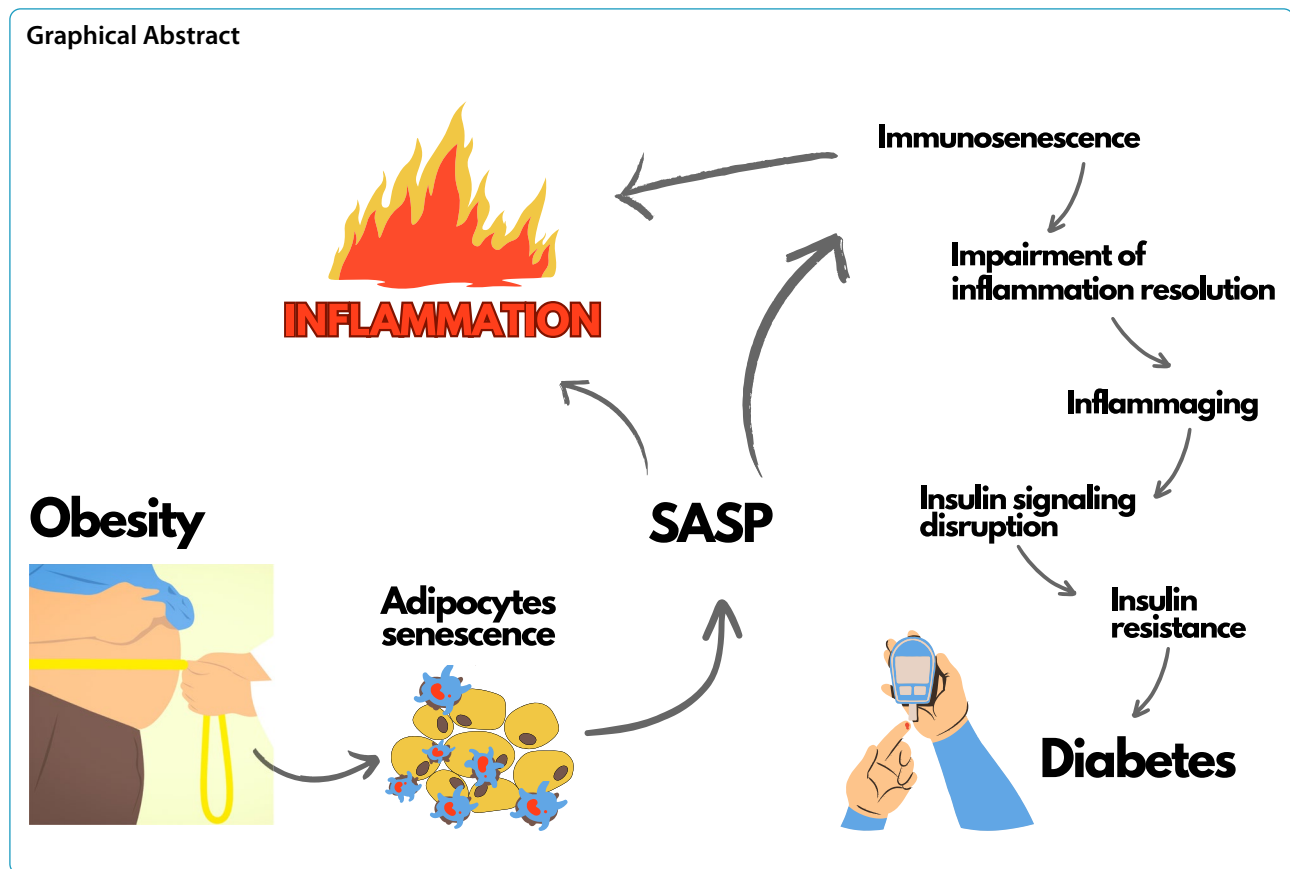 Graphical Abstract
Immunosenescence
Impairment of
inflammation resolution
INFLAMMATION
Inflammaging
Insulin signaling
disruption
Obesity
SASP
Adipocytes
senescence
Insulin
resistance
Diabetes